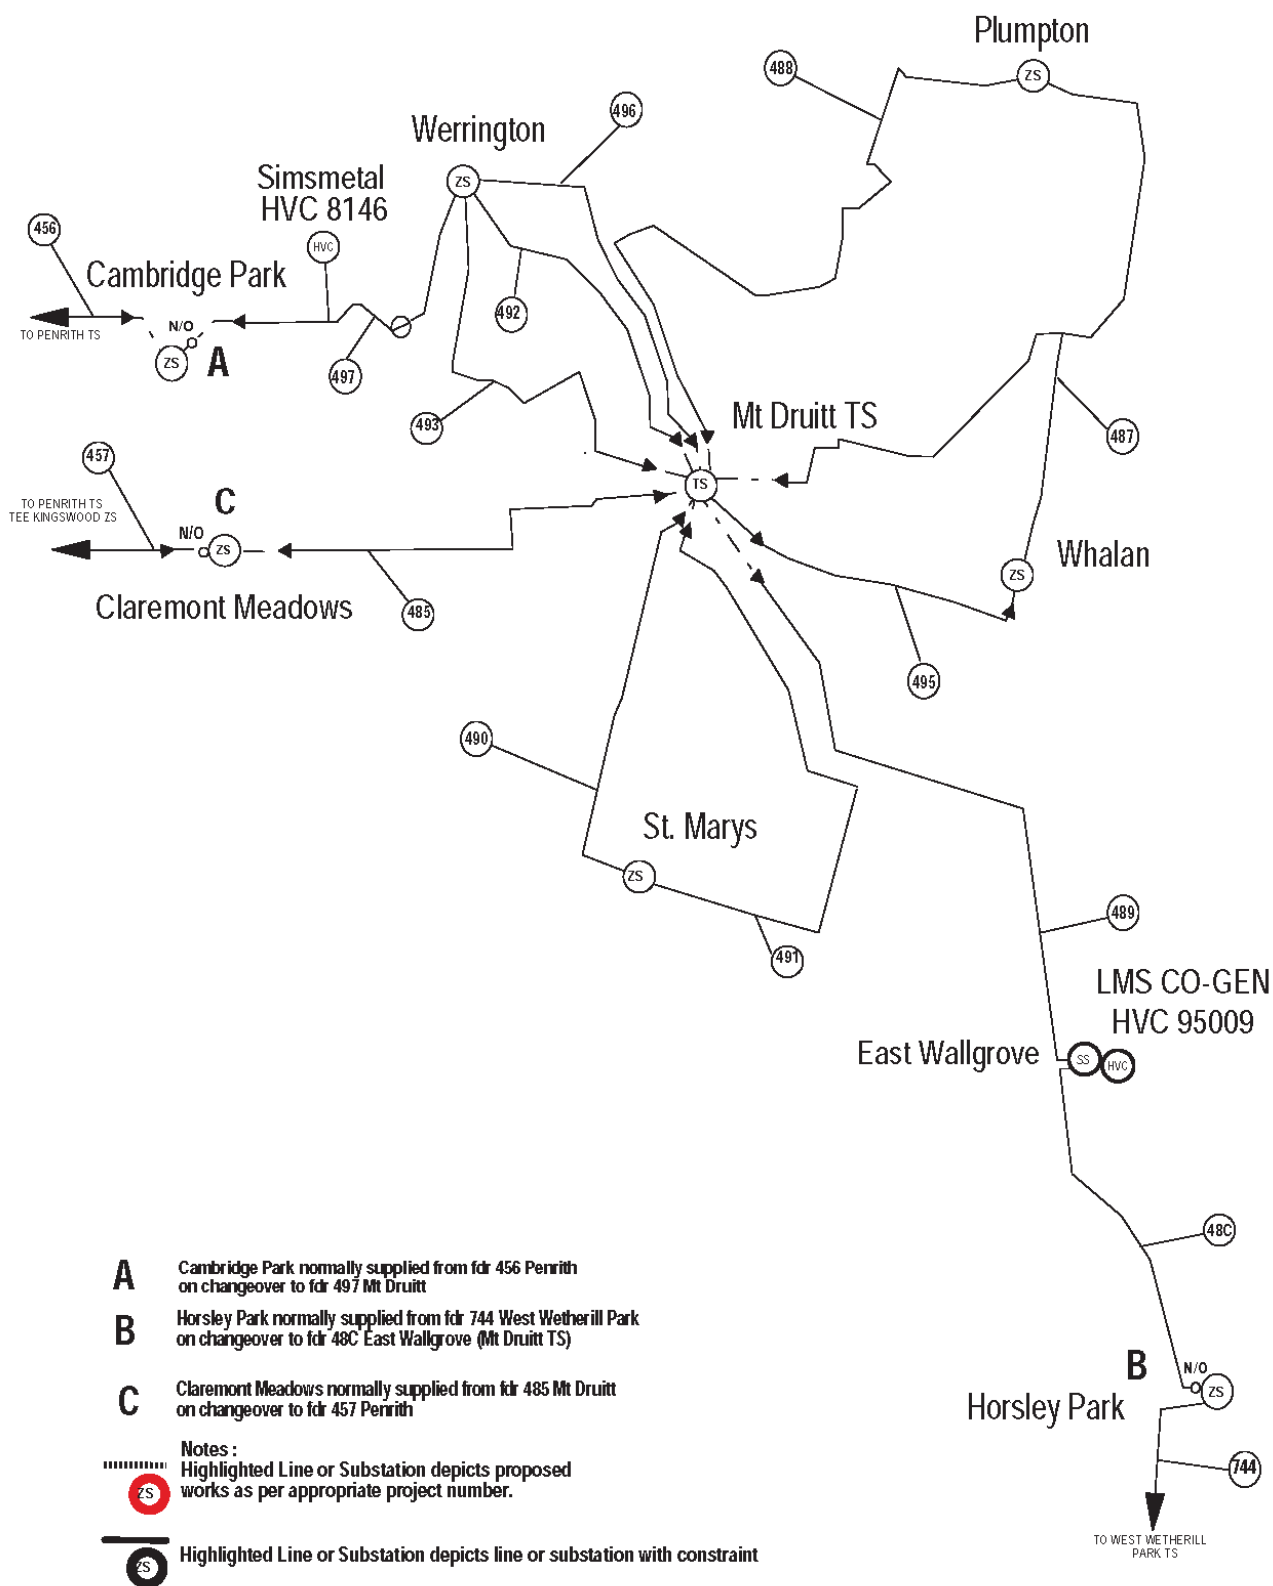 Plumpton
ZS
488
496
Werrington
ZS
Simsmetal
HVC 8146
HVC
456
Cambridge Park
TO PENRITH TS
N/O
ZS
A
497
492
493
Mt Druitt TS
TS
487
457
C
TO PENRITH TS
TEE KINGSWOOD ZS
N/O
ZS
Claremont Meadows
485
Whalan
ZS
495
490
St. Marys
ZS
491
489
LMS CO-GEN
HVC 95009
East Wallgrove
SS
HVC
48C
B
N/O
ZS
Horsley Park
744
TO WEST WETHERILL
PARK TS
A
Cambridge Park normally supplied from fdr 456 Penrith
on changeover to fdr 497 Mt Druitt
B
Horsley Park normally supplied from fdr 744 West Wetherill Park
on changeover to fdr 48C East Wallgrove (Mt Druitt TS)
C
Claremont Meadows normally supplied from fdr 485 Mt Druitt
on changeover to fdr 457 Penrith
Notes :
Highlighted Line or Substation depicts proposed
works as per appropriate project number.
ZS
Highlighted Line or Substation depicts line or substation with constraint
ZS